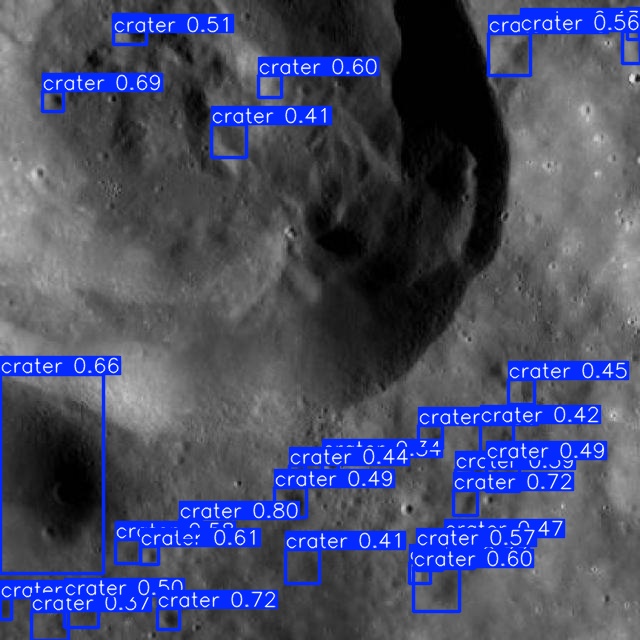 crater 0.51
crater 0.56
crater 0.60
crater 0.69
crater 0.41
crater 0.66
crater 0.45
crater
crater 0.42
crater 0.44
crater 0.49
crater 0.49
crater 0.72
crater 0.80
crater 0.47
crater 0.61
crater 0.57
crater 0.41
crater 0.60
crater 0.50
crater 0.37
crater 0.72